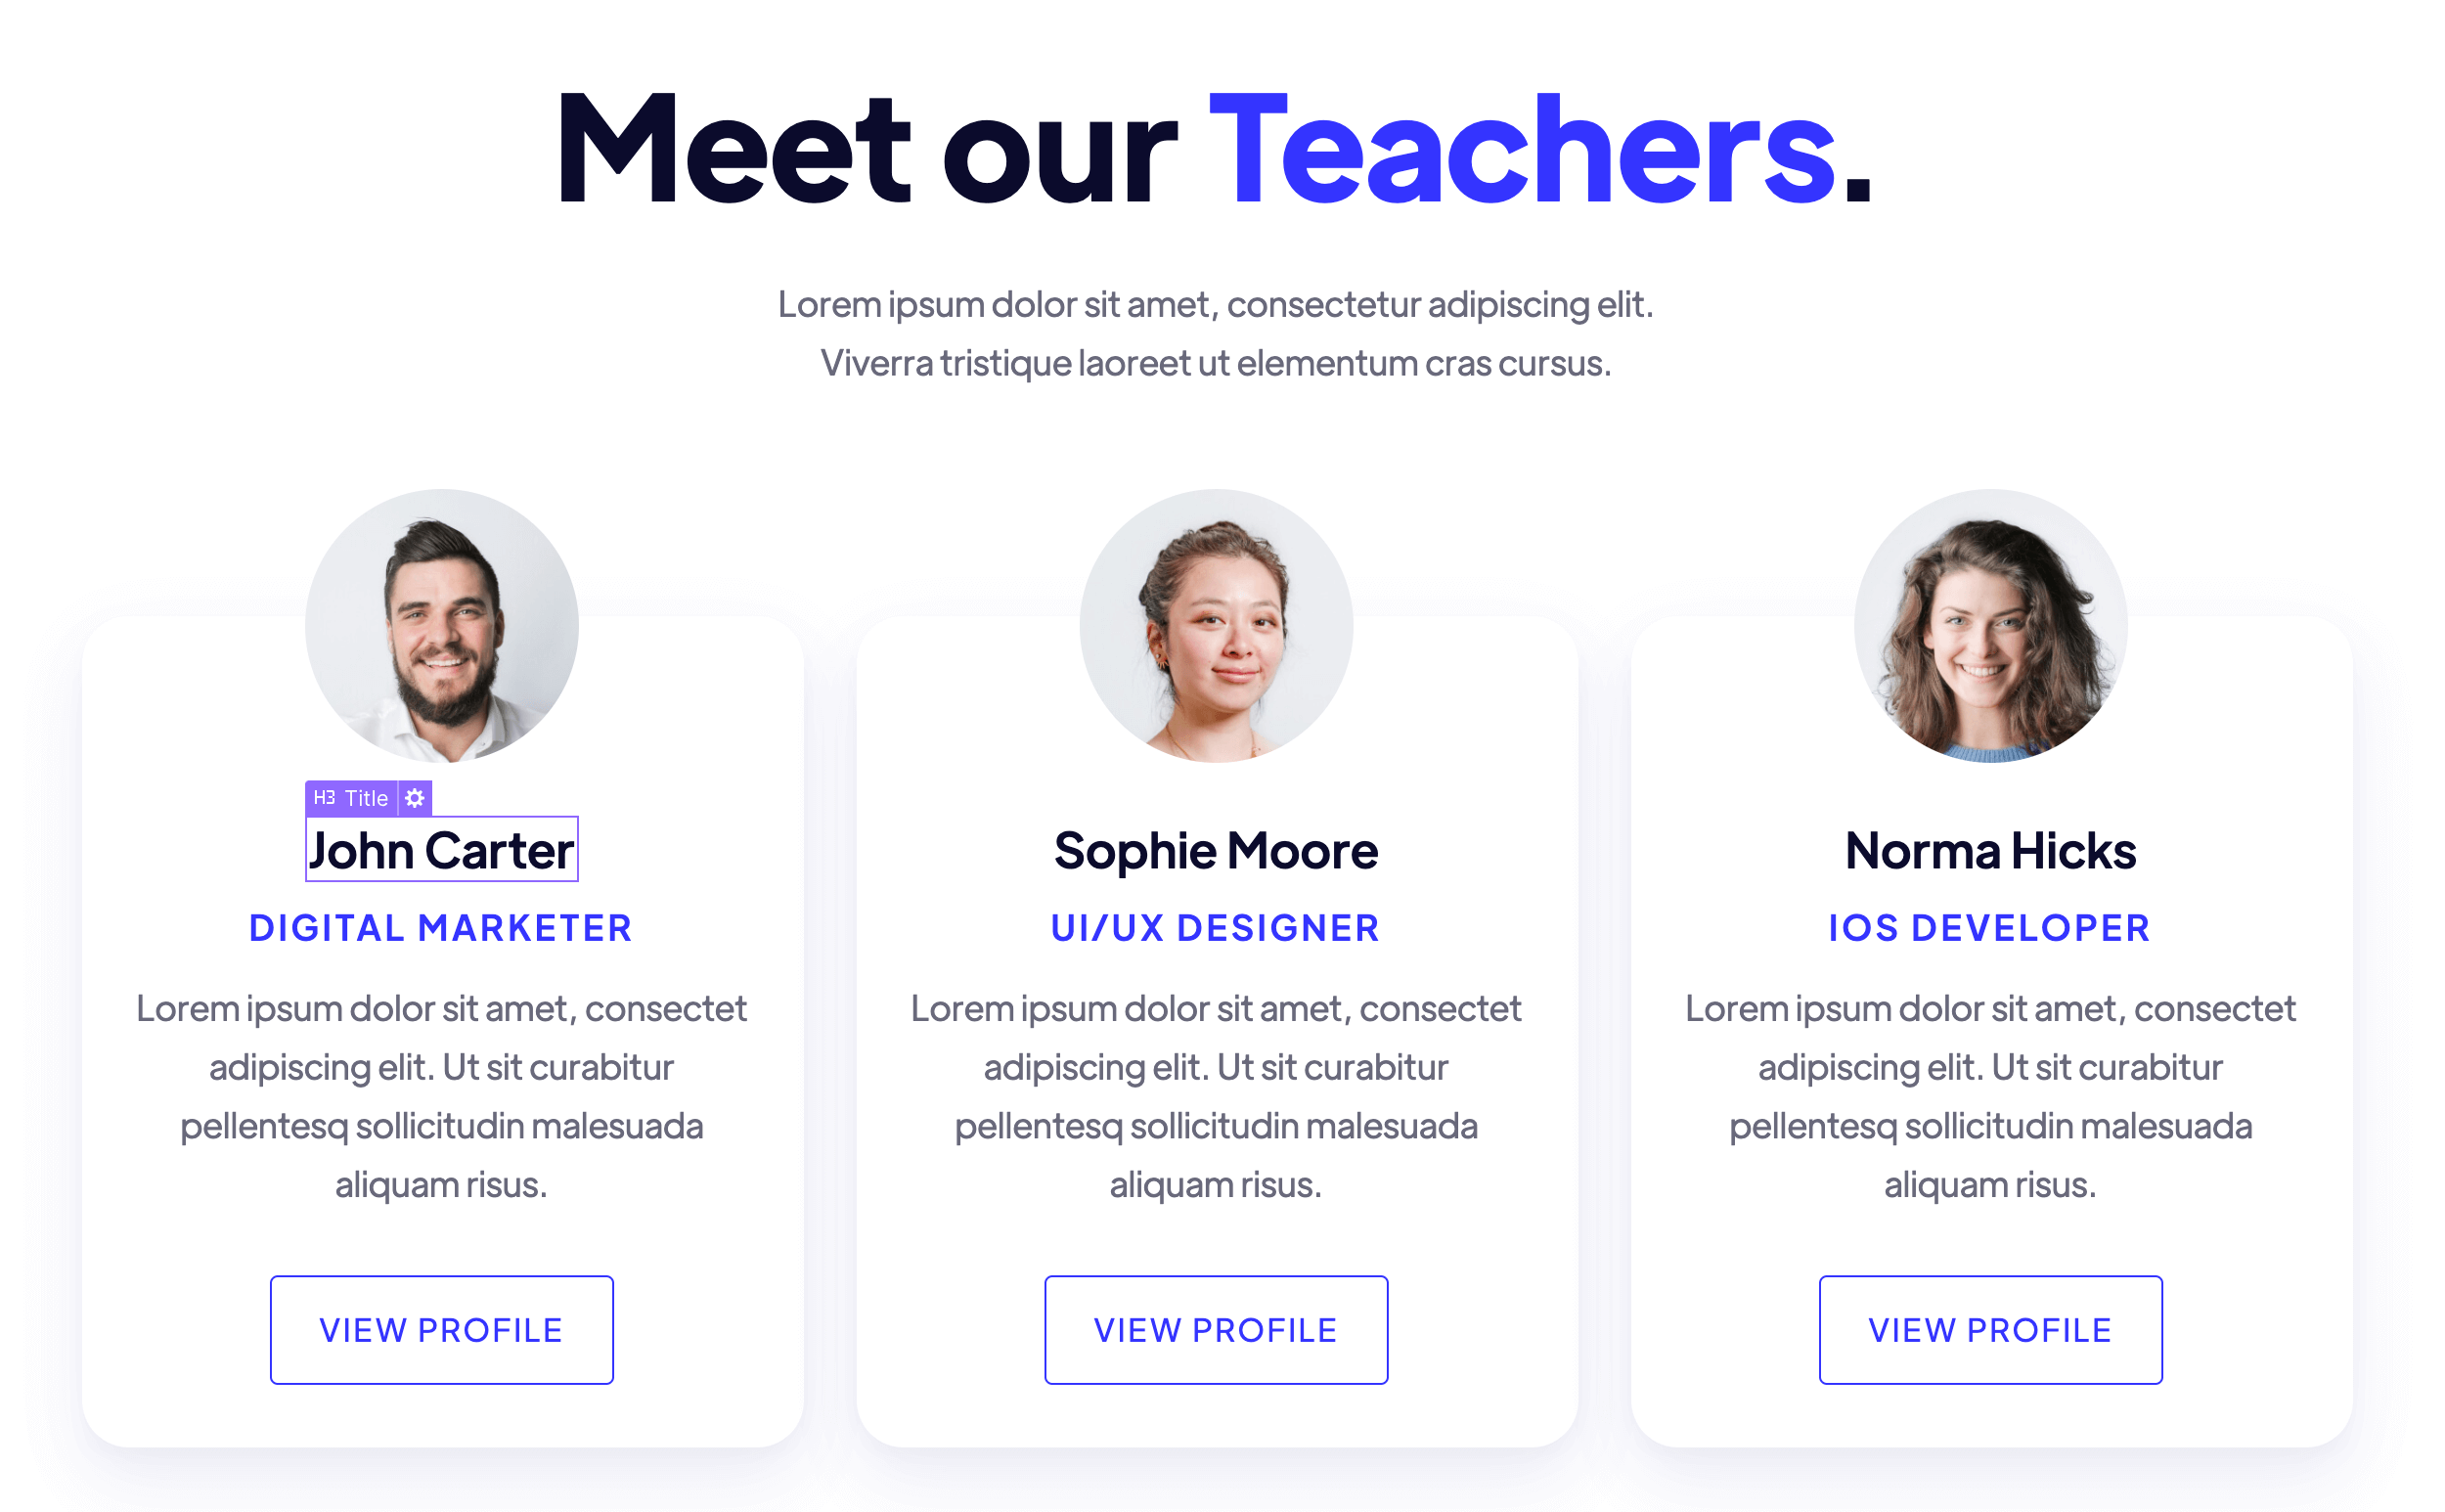 Meet our Teachers.
Lorem ipsum dolor sit amet, consectetur adipiscing elit.
Viverra tristique laoreet ut elementum cras cursus.
H3 Title
John Carter
DIGITAL MARKETER
Lorem ipsum dolor sit amet, consectet
adipiscing elit. Ut sit curabitur
pellentesq sollicitudin malesuada
aliquam risus.
VIEW PROFILE
Sophie Moore
UI/UX DESIGNER
Lorem ipsum dolor sit amet, consectet
adipiscing elit. Ut sit curabitur
pellentesq sollicitudin malesuada
aliquam risus.
VIEW PROFILE
Norma Hicks
IOS DEVELOPER
Lorem ipsum dolor sit amet, consectet
adipiscing elit. Ut sit curabitur
pellentesq sollicitudin malesuada
aliquam risus.
VIEW PROFILE